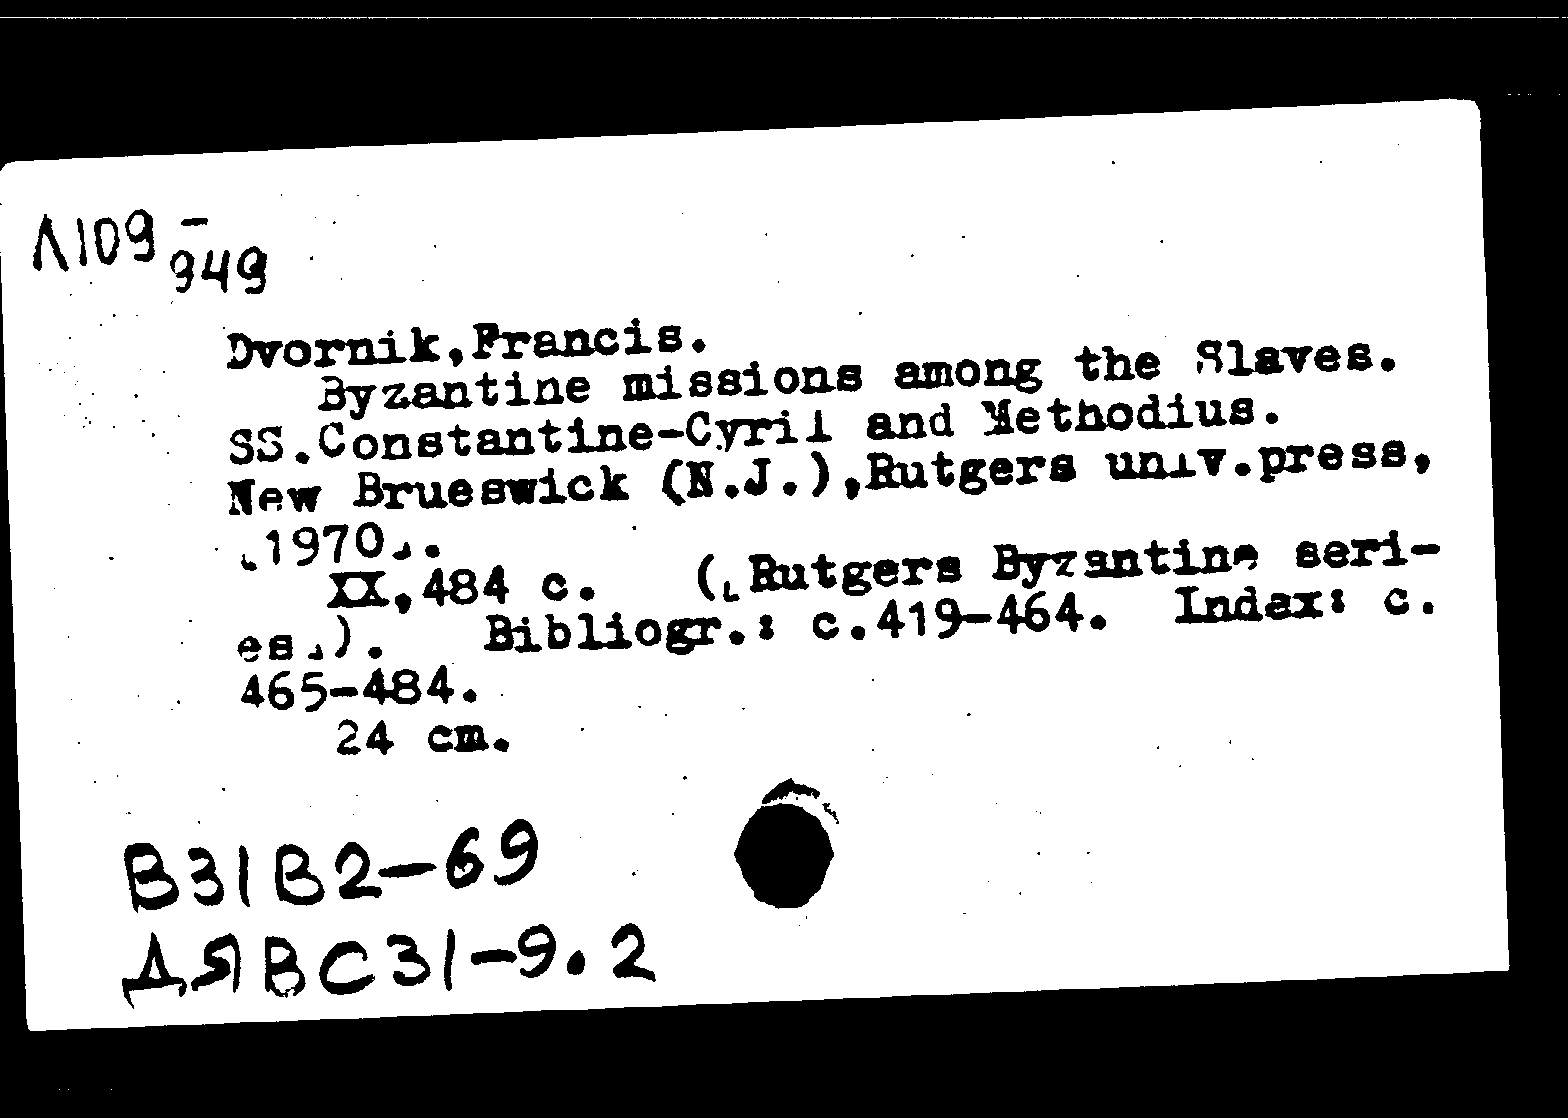 Л109-
949
Dvornik,Francis.
Byzantine missions among the Slaves.
SS.Constantine-Cyril and Methodius.
New Brueswick (N.J.),Rutgers univ.press,
[1970].
XX,484 c. ([Rutgers Byzantine seri-
es]). Bibliogr.: c.419-464. Index: c.
465-484.
24 cm.
В31В2-69
ДЯВС31-9.2